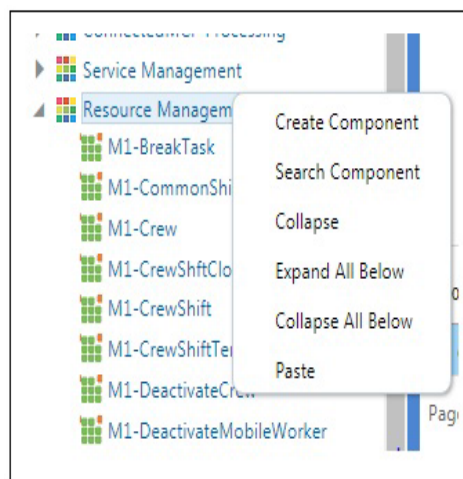 Service Management
Resource Managem
Create Component
M1-BreakTask
Search Component
M1-CommonShi
Collapse
M1-Crew
M1-CrewShftClo
Expand All Below
M1-CrewShift
Collapse All Below
M1-CrewShiftTe
Paste
M1-DeactivateCrew
Pag
M1-DeactivateMobileWorker